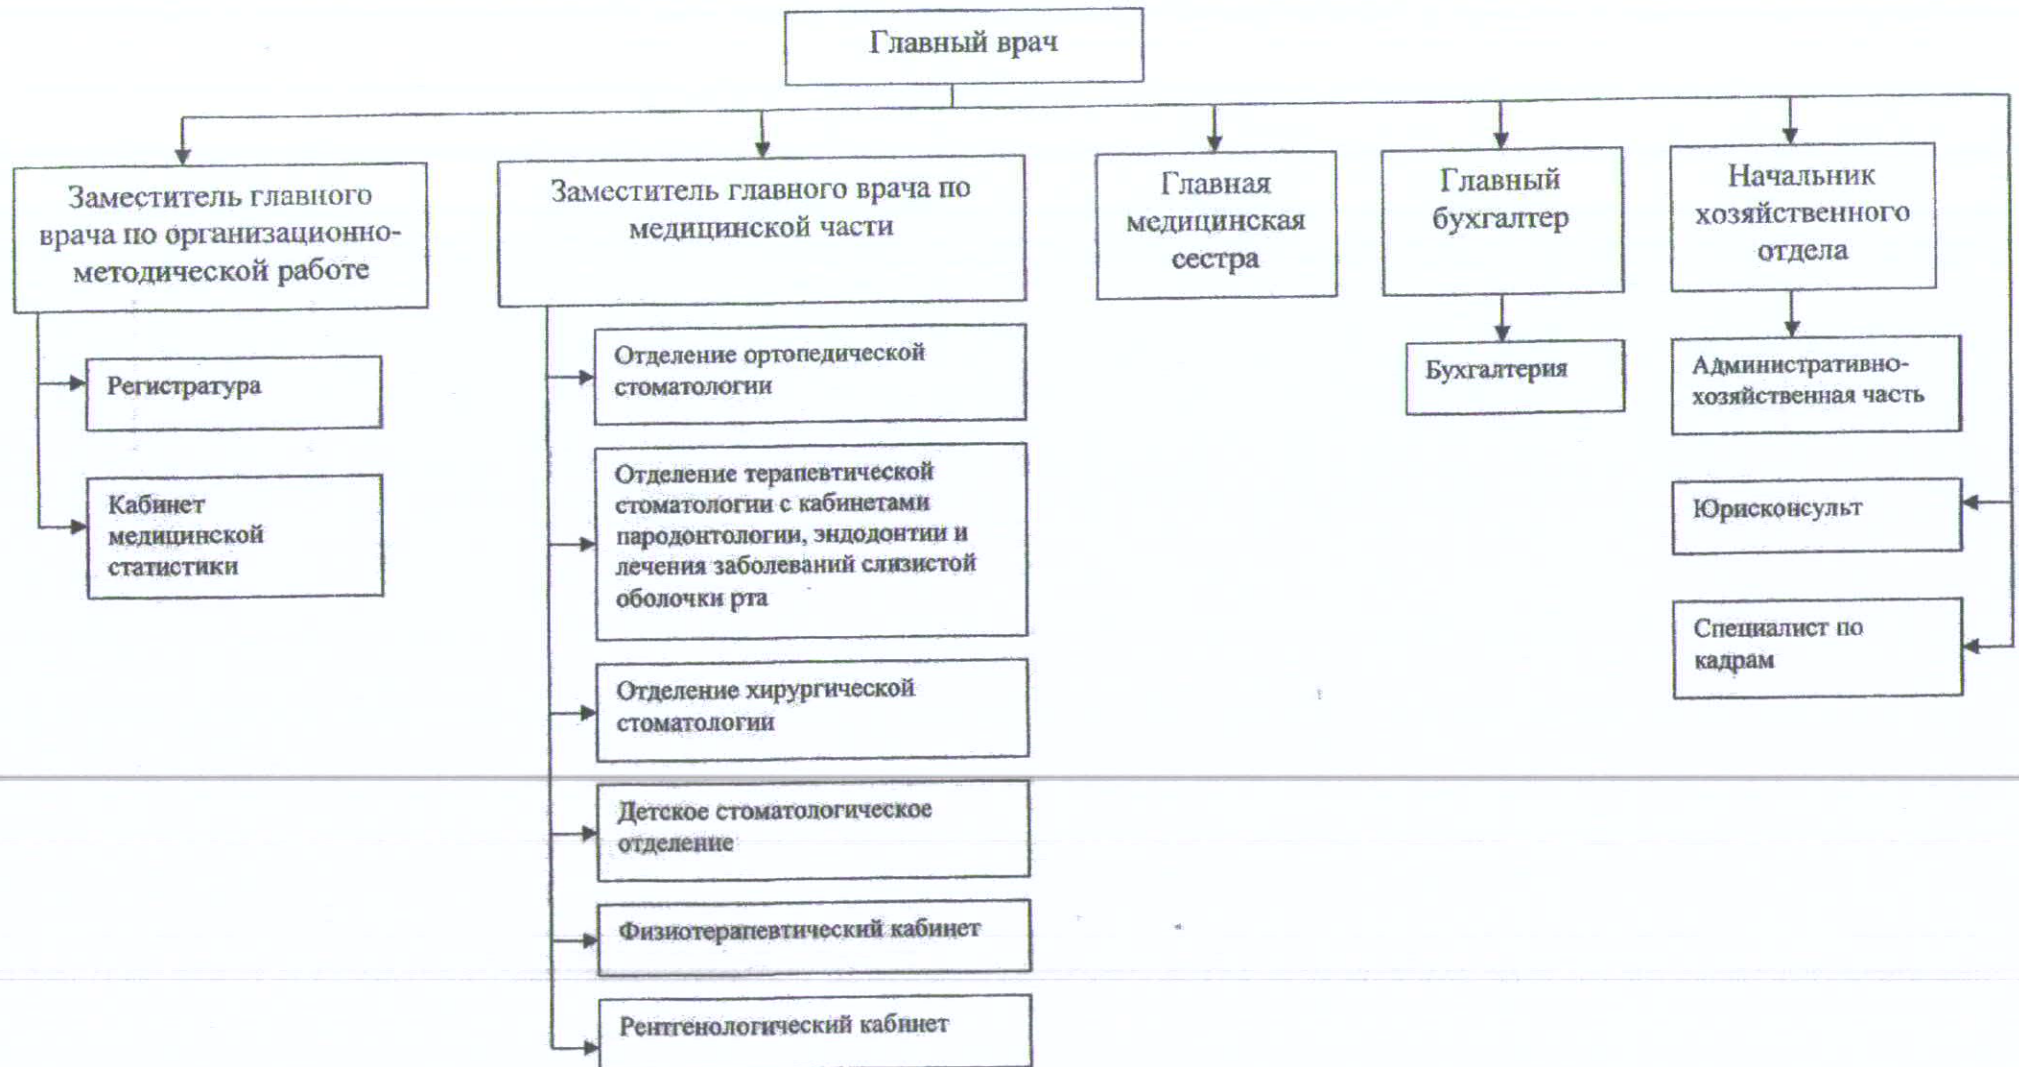 Главный врач
Заместитель главного
врача по организационно-
методической работе
Регистратура
Кабинет
медицинской
статистики
Заместитель главного врача по
медицинской части
Отделение ортопедической
стоматологии
Отделение терапевтической
стоматологии с кабинетами
пародонтологии, эндодонтии и
лечения заболеваний слизистой
оболочки рта
Отделение хирургической
стоматологии
Детское стоматологическое
отделение
Физиотерапевтический кабинет
Рентгенологический кабинет
Главная
медицинская
сестра
Главный
бухгалтер
Бухгалтерия
Начальник
хозяйственного
отдела
Административно-
хозяйственная часть
Юрисконсульт
Специалист по
кадрам